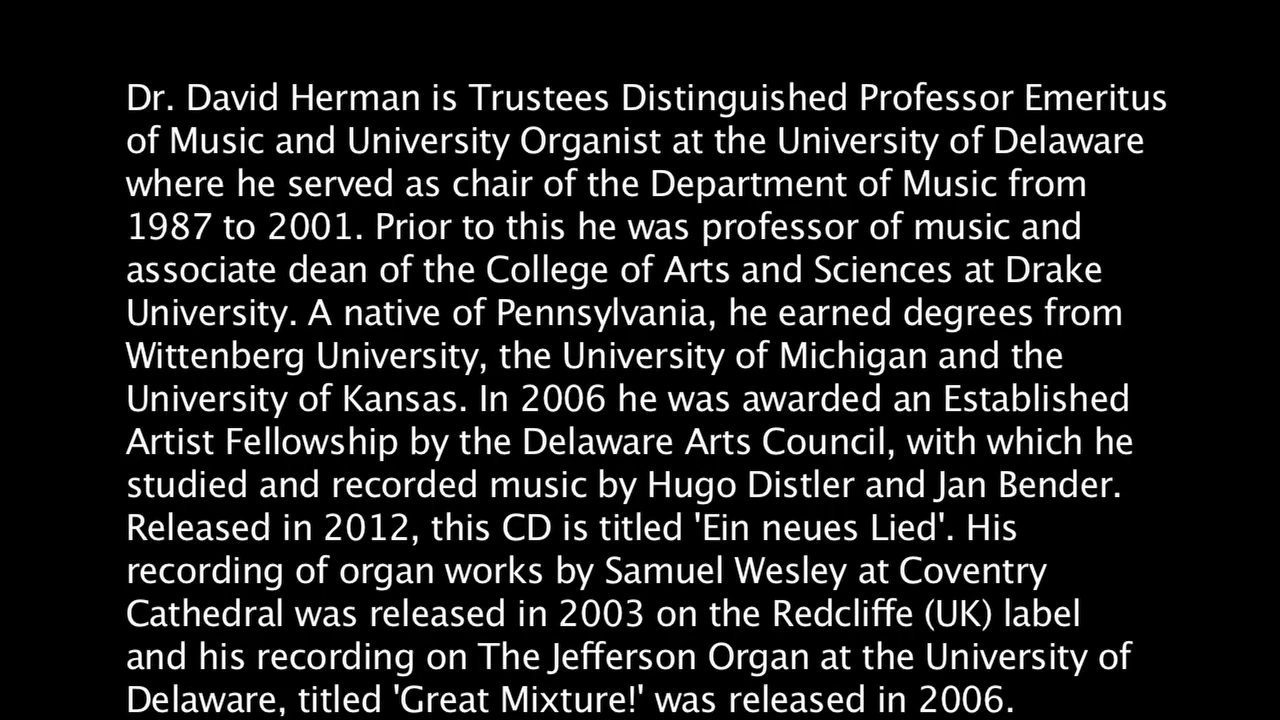 Dr. David Herman is Trustees Distinguished Professor Emeritus
of Music and University Organist at the University of Delaware
where he served as chair of the Department of Music from
1987 to 2001. Prior to this he was professor of music and
associate dean of the College of Arts and Sciences at Drake
University. A native of Pennsylvania, he earned degrees from
Wittenberg University, the University of Michigan and the
University of Kansas. In 2006 he was awarded an Established
Artist Fellowship by the Delaware Arts Council, with which he
studied and recorded music by Hugo Distler and Jan Bender.
Released in 2012, this CD is titled 'Ein neues Lied'. His
recording of organ works by Samuel Wesley at Coventry
Cathedral was released in 2003 on the Redcliffe (UK) label
and his recording on The Jefferson Organ at the University of
Delaware, titled 'Great Mixture!' was released in 2006.